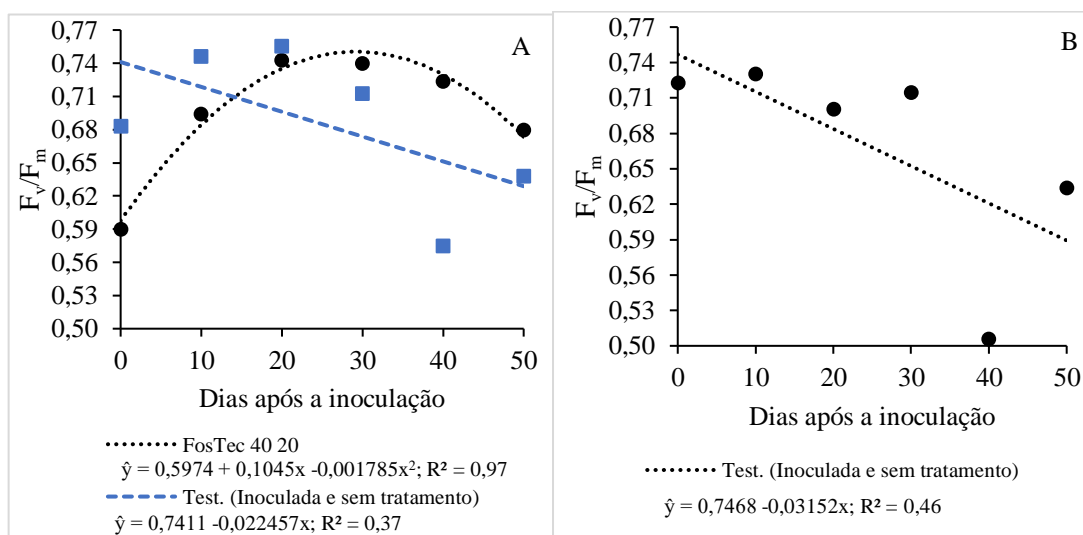 A
F_v/F_m
0,77
0,74
0,71
0,68
0,65
0,62
0,59
0,56
0,53
0,50
0 10 20 30 40 50
Dias após a inoculação
FosTec 40 20
ŷ = 0,5974 + 0,1045x -0,001785x²; R² = 0,97
Test. (Inoculada e sem tratamento)
ŷ = 0,7411 -0,022457x; R² = 0,37
B
F_v/F_m
0,77
0,74
0,71
0,68
0,65
0,62
0,59
0,56
0,53
0,50
0 10 20 30 40 50
Dias após a inoculação
Test. (Inoculada e sem tratamento)
ŷ = 0,7468 -0,03152x; R² = 0,46